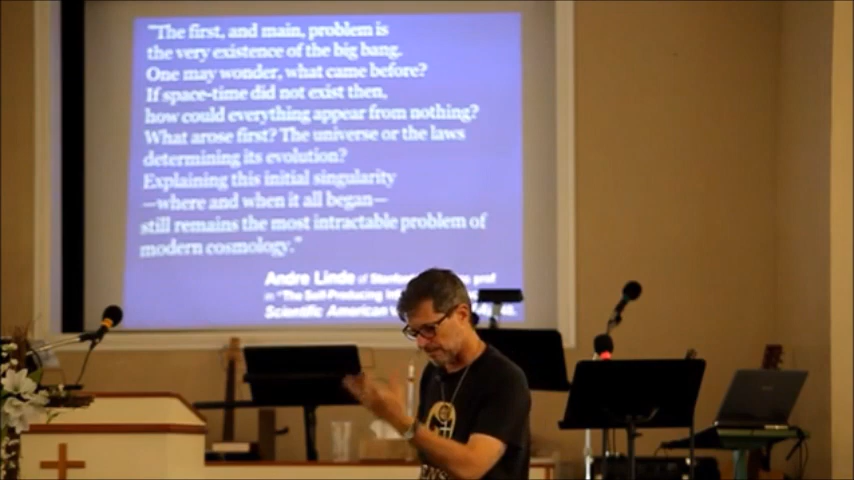 "The first, and main, problem is
the very existence of the big bang.
One may wonder, what came before?
If space-time did not exist then,
how could everything appear from nothing?
What arose first? The universe or the laws
determining its evolution?
Explaining this initial singularity
—where and when it all began—
still remains the most intractable problem of
modern cosmology."
Andre Linde of prof
in "The Self-Producing
Scientific American